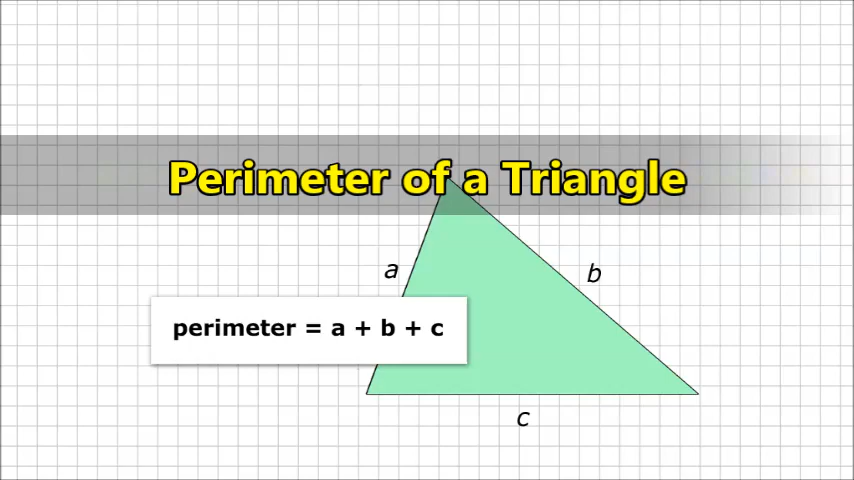 Perimeter of a Triangle
a
b
perimeter = a + b + c
c